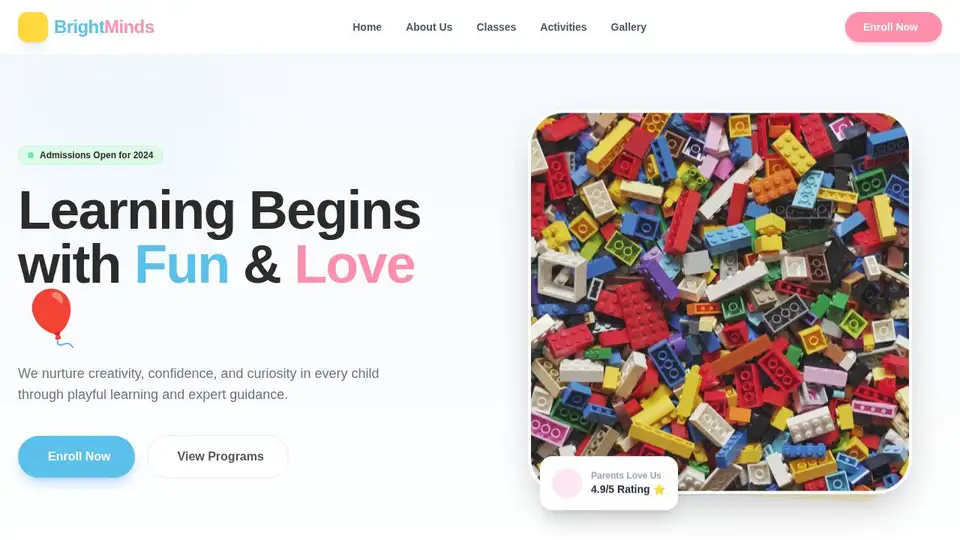 BrightMinds
Home About Us Classes Activities Gallery
Enroll Now
Admissions Open for 2024
Learning Begins
with Fun & Love
🎈
We nurture creativity, confidence, and curiosity in every child
through playful learning and expert guidance.
Enroll Now
View Programs
Parents Love Us
4.9/5 Rating ⭐